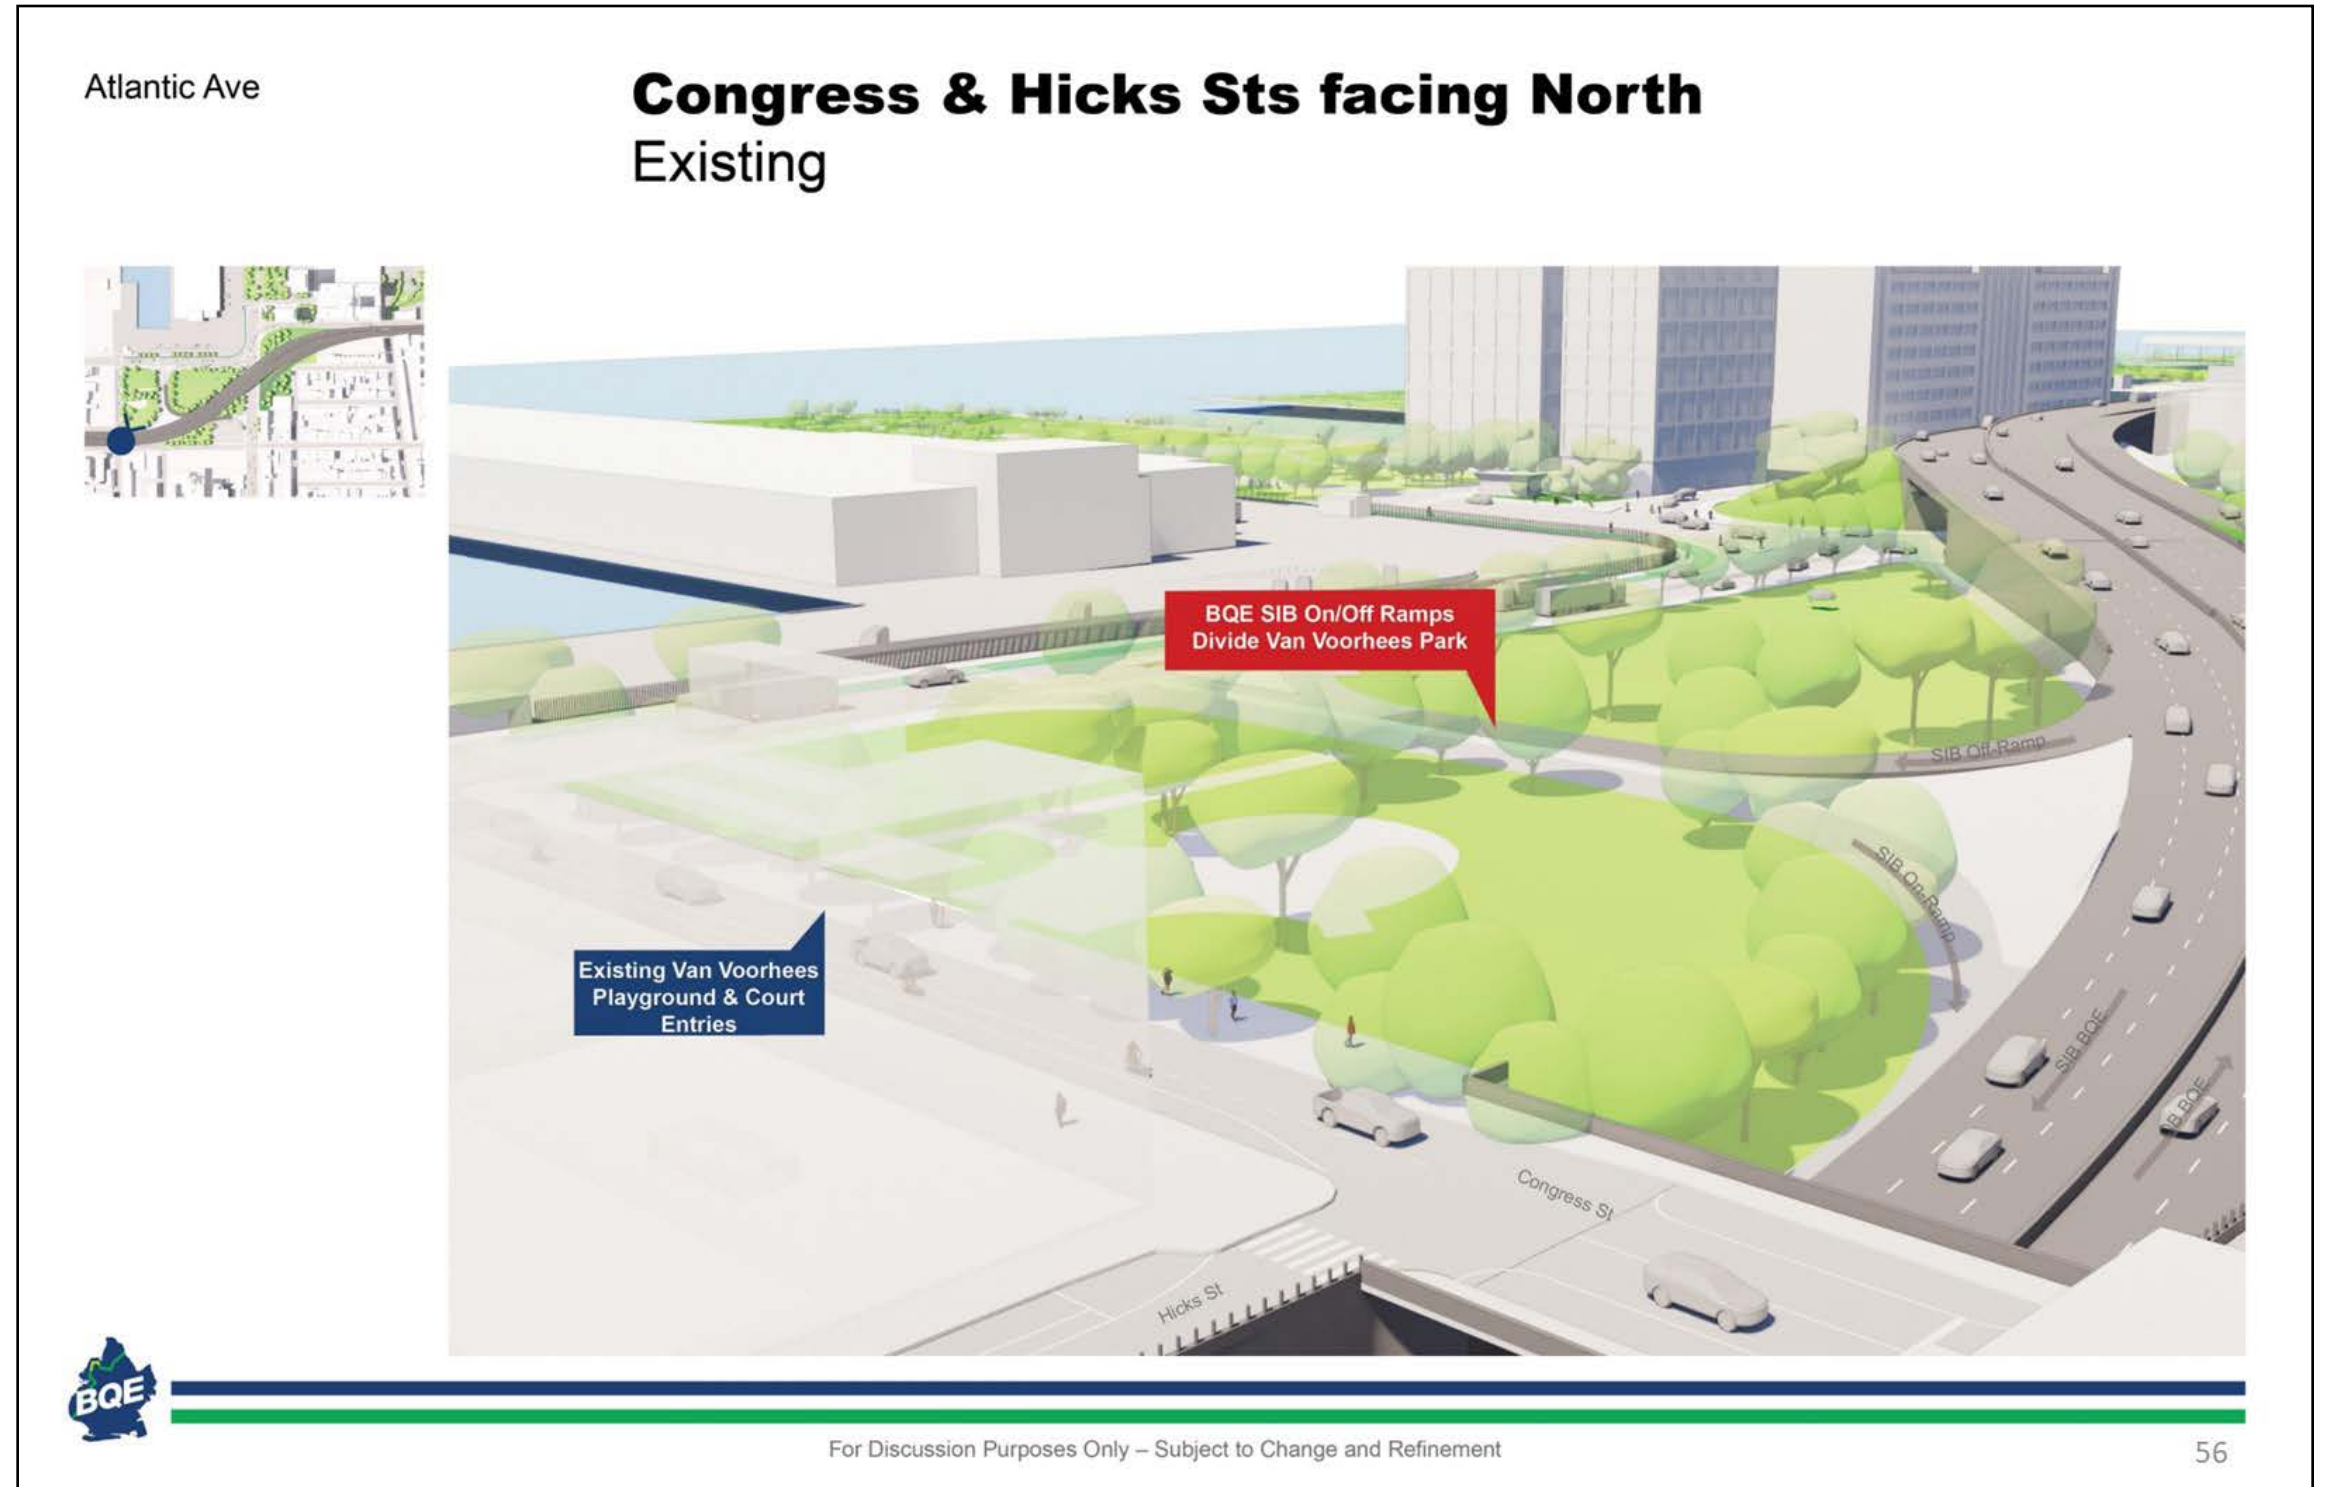 Atlantic Ave
Congress & Hicks Sts facing North
Existing
BQE SIB On/Off Ramps
Divide Van Voorhees Park
SIB Off-Ramp
SIB On-Ramp
Existing Van Voorhees
Playground & Court
Entries
SIB BQE
IB BQE
Congress St
Hicks St
BQE
For Discussion Purposes Only – Subject to Change and Refinement
56